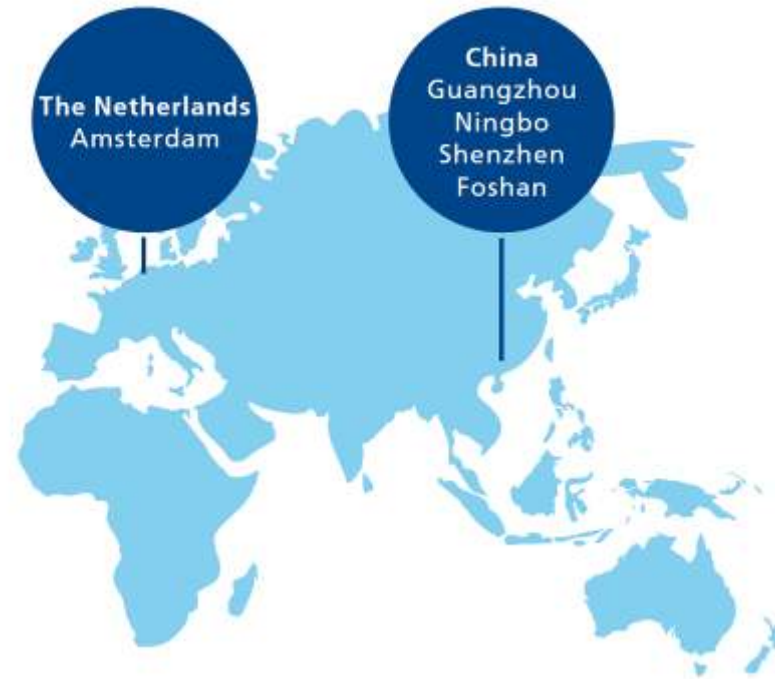 The Netherlands
Amsterdam
China
Guangzhou
Ningbo
Shenzhen
Foshan